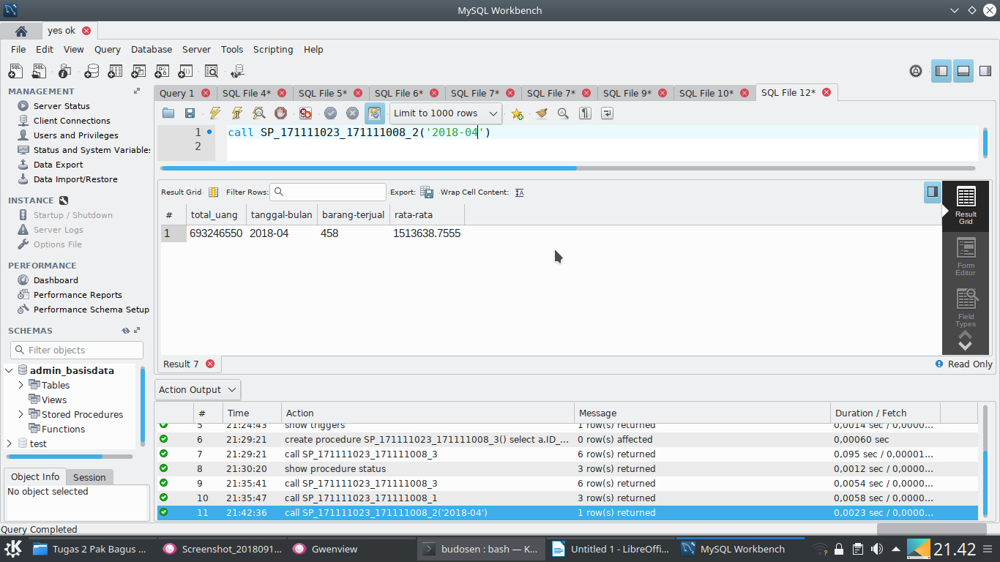 MySQL Workbench
yes ok
File Edit View Query Database Server Tools Scripting Help
MANAGEMENT
Server Status
Client Connections
Users and Privileges
Status and System Variables
Data Export
Data Import/Restore
INSTANCE
Startup / Shutdown
Server Logs
Options File
PERFORMANCE
Dashboard
Performance Reports
Performance Schema Setup
SCHEMAS
Filter objects
admin_basisdata
Tables
Views
Stored Procedures
Functions
test
Object Info Session
No object selected
Query 1 SQL File 4* SQL File 5* SQL File 6* SQL File 7* SQL File 7* SQL File 9* SQL File 10* SQL File 12*
Limit to 1000 rows
1 call SP_171111023_171111008_2('2018-04')
2
Result Grid Filter Rows: Export: Wrap Cell Content:
# total_uang tanggal-bulan barang-terjual rata-rata
1 693246550 2018-04 458 1513638.7555
Result Grid
Form Editor
Field Types
Result 7 Read Only
Action Output
# Time Action Message Duration / Fetch
5 21:24:43 show triggers 1 row(s) returned 0,0014 sec / 0,0000...
6 21:29:21 create procedure SP_171111023_171111008_3() select a.ID_... 0 row(s) affected 0,00060 sec
7 21:29:21 call SP_171111023_171111008_3 6 row(s) returned 0,095 sec / 0,00001...
8 21:30:20 show procedure status 3 row(s) returned 0,0012 sec / 0,0000...
9 21:35:41 call SP_171111023_171111008_3 6 row(s) returned 0,0054 sec / 0,0000...
10 21:35:47 call SP_171111023_171111008_1 3 row(s) returned 0,0058 sec / 0,0000...
11 21:42:36 call SP_171111023_171111008_2('2018-04') 1 row(s) returned 0,0023 sec / 0,0000...
Query Completed
Tugas 2 Pak Bagus ... Screenshot_2018091... Gwenview budosen : bash — K... Untitled 1 - LibreOffi... MySQL Workbench 21.42